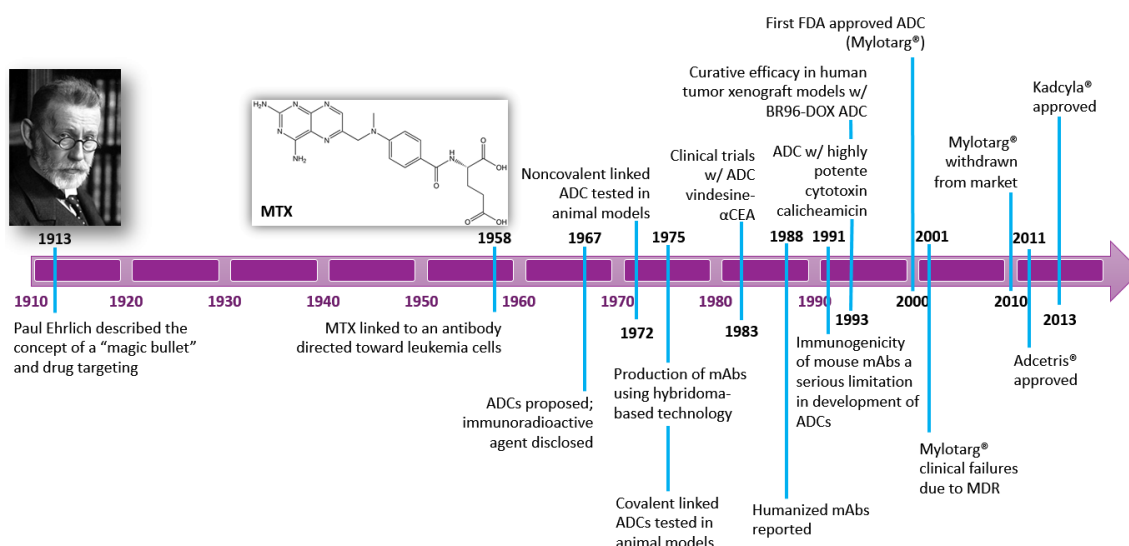 First FDA approved ADC
(Mylotarg®)
Curative efficacy in human
tumor xenograft models w/
BR96-DOX ADC
Kadcyla®
approved
H₂N
N
N
N
N
NH₂
N
O
H
N
O
OH
O
OH
MTX
Noncovalent linked
ADC tested in
animal models
Clinical trials
w/ ADC
vindesine-
αCEA
ADC w/ highly
potente
cytotoxin
calicheamicin
Mylotarg®
withdrawn
from market
1913
1958
1967
1975
1988
1991
2001
2011
1910
1920
1930
1940
1950
1960
1970
1980
1990
2000
2010
1972
1983
1993
2013
Paul Ehrlich described the
concept of a “magic bullet”
and drug targeting
MTX linked to an antibody
directed toward leukemia cells
ADCs proposed;
immunoradioactive
agent disclosed
Production of mAbs
using hybridoma-
based technology
Covalent linked
ADCs tested in
animal models
Humanized mAbs
reported
Immunogenicity
of mouse mAbs a
serious limitation
in development of
ADCs
Mylotarg®
clinical failures
due to MDR
Adcetris®
approved